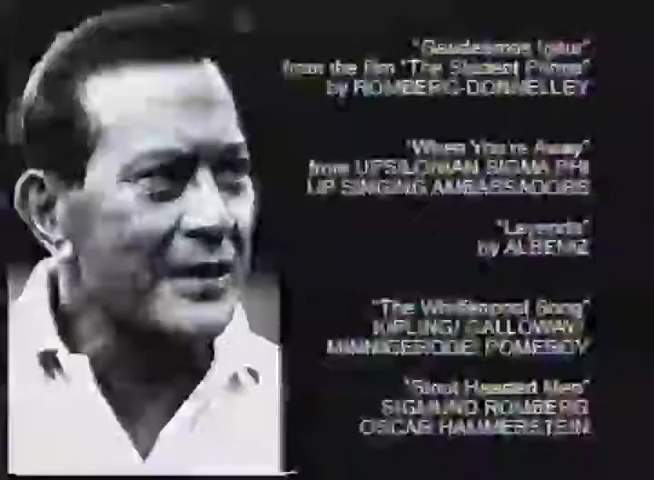 "Gaudeamus Igitur"
from the film "The Student Prince"
by ROMBERG-DONNELLEY
"When You're Away"
from UPSILONIAN SIGMA PHI
UP SINGING AMBASSADORS
"Leyenda"
by ALBENIZ
"The Whiffenpoof Song"
KIPLING/ GALLOWAY/
MINNIGERODE/ POMEROY
"Stout Hearted Men"
SIGMUND ROMBERG
OSCAR HAMMERSTEIN